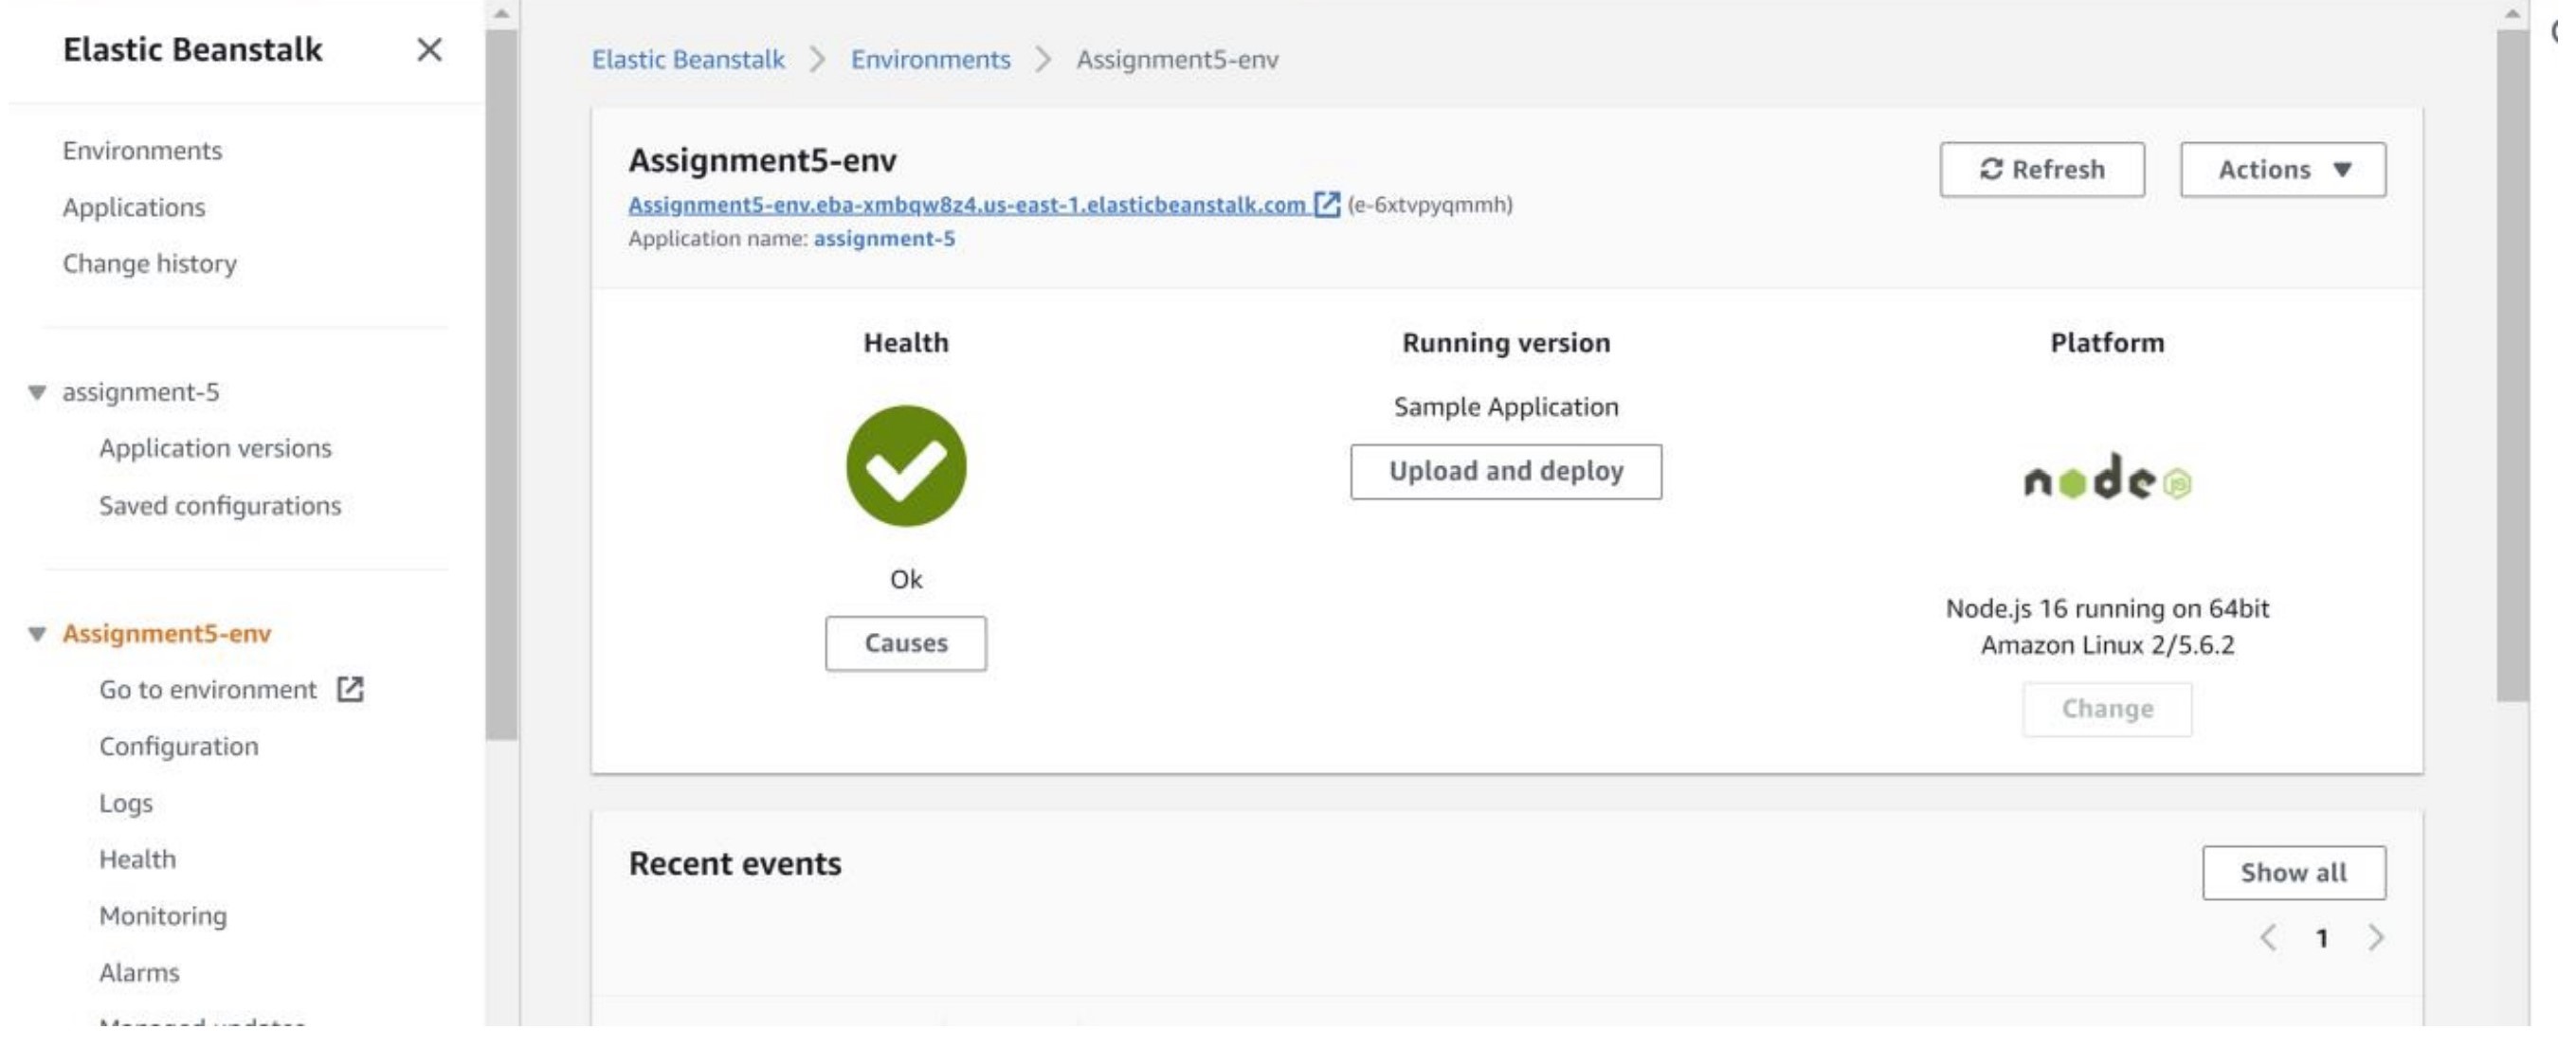 Elastic Beanstalk
Environments
Applications
Change history
assignment-5
Application versions
Saved configurations
Assignment5-env
Go to environment
Configuration
Logs
Health
Monitoring
Alarms
Managed updates
Elastic Beanstalk > Environments > Assignment5-env
Assignment5-env
Refresh
Actions
Assignment5-env.eba-xmbqw8z4.us-east-1.elasticbeanstalk.com (e-6xtvpyqmmh)
Application name: assignment-5
Health
Ok
Causes
Running version
Sample Application
Upload and deploy
Platform
node JS
Node.js 16 running on 64bit
Amazon Linux 2/5.6.2
Change
Recent events
Show all
< 1 >